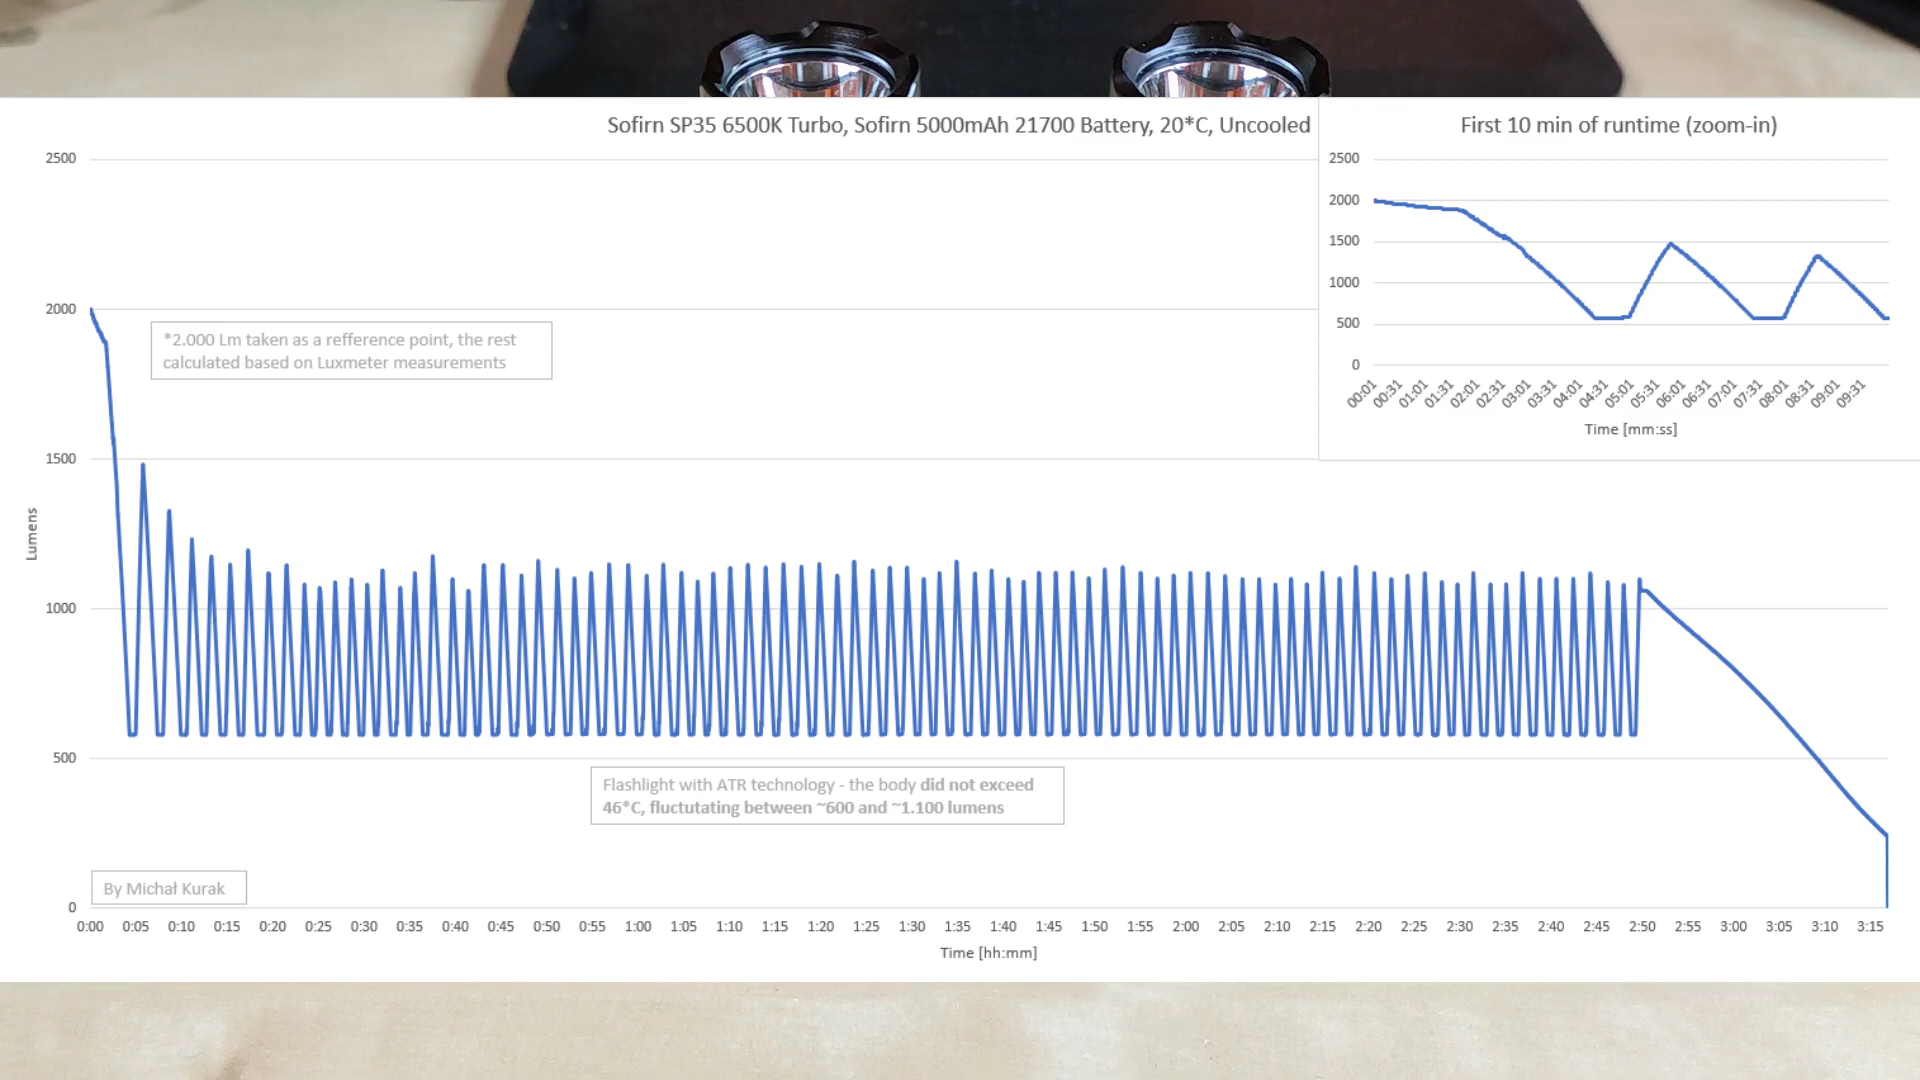 Sofirn SP35 6500K Turbo, Sofirn 5000mAh 21700 Battery, 20*C, Uncooled
2500
2000
1500
1000
500
0
Lumens
*2.000 Lm taken as a refference point, the rest
calculated based on Luxmeter measurements
Flashlight with ATR technology - the body did not exceed
46*C, fluctutating between ~600 and ~1.100 lumens
By Michał Kurak
0:00 0:05 0:10 0:15 0:20 0:25 0:30 0:35 0:40 0:45 0:50 0:55 1:00 1:05 1:10 1:15 1:20 1:25 1:30 1:35 1:40 1:45 1:50 1:55 2:00 2:05 2:10 2:15 2:20 2:25 2:30 2:35 2:40 2:45 2:50 2:55 3:00 3:05 3:10 3:15
Time [hh:mm]
First 10 min of runtime (zoom-in)
2500
2000
1500
1000
500
0
00:01 00:31 01:01 01:31 02:01 02:31 03:01 03:31 04:01 04:31 05:01 05:31 06:01 06:31 07:01 07:31 08:01 08:31 09:01 09:31
Time [mm:ss]